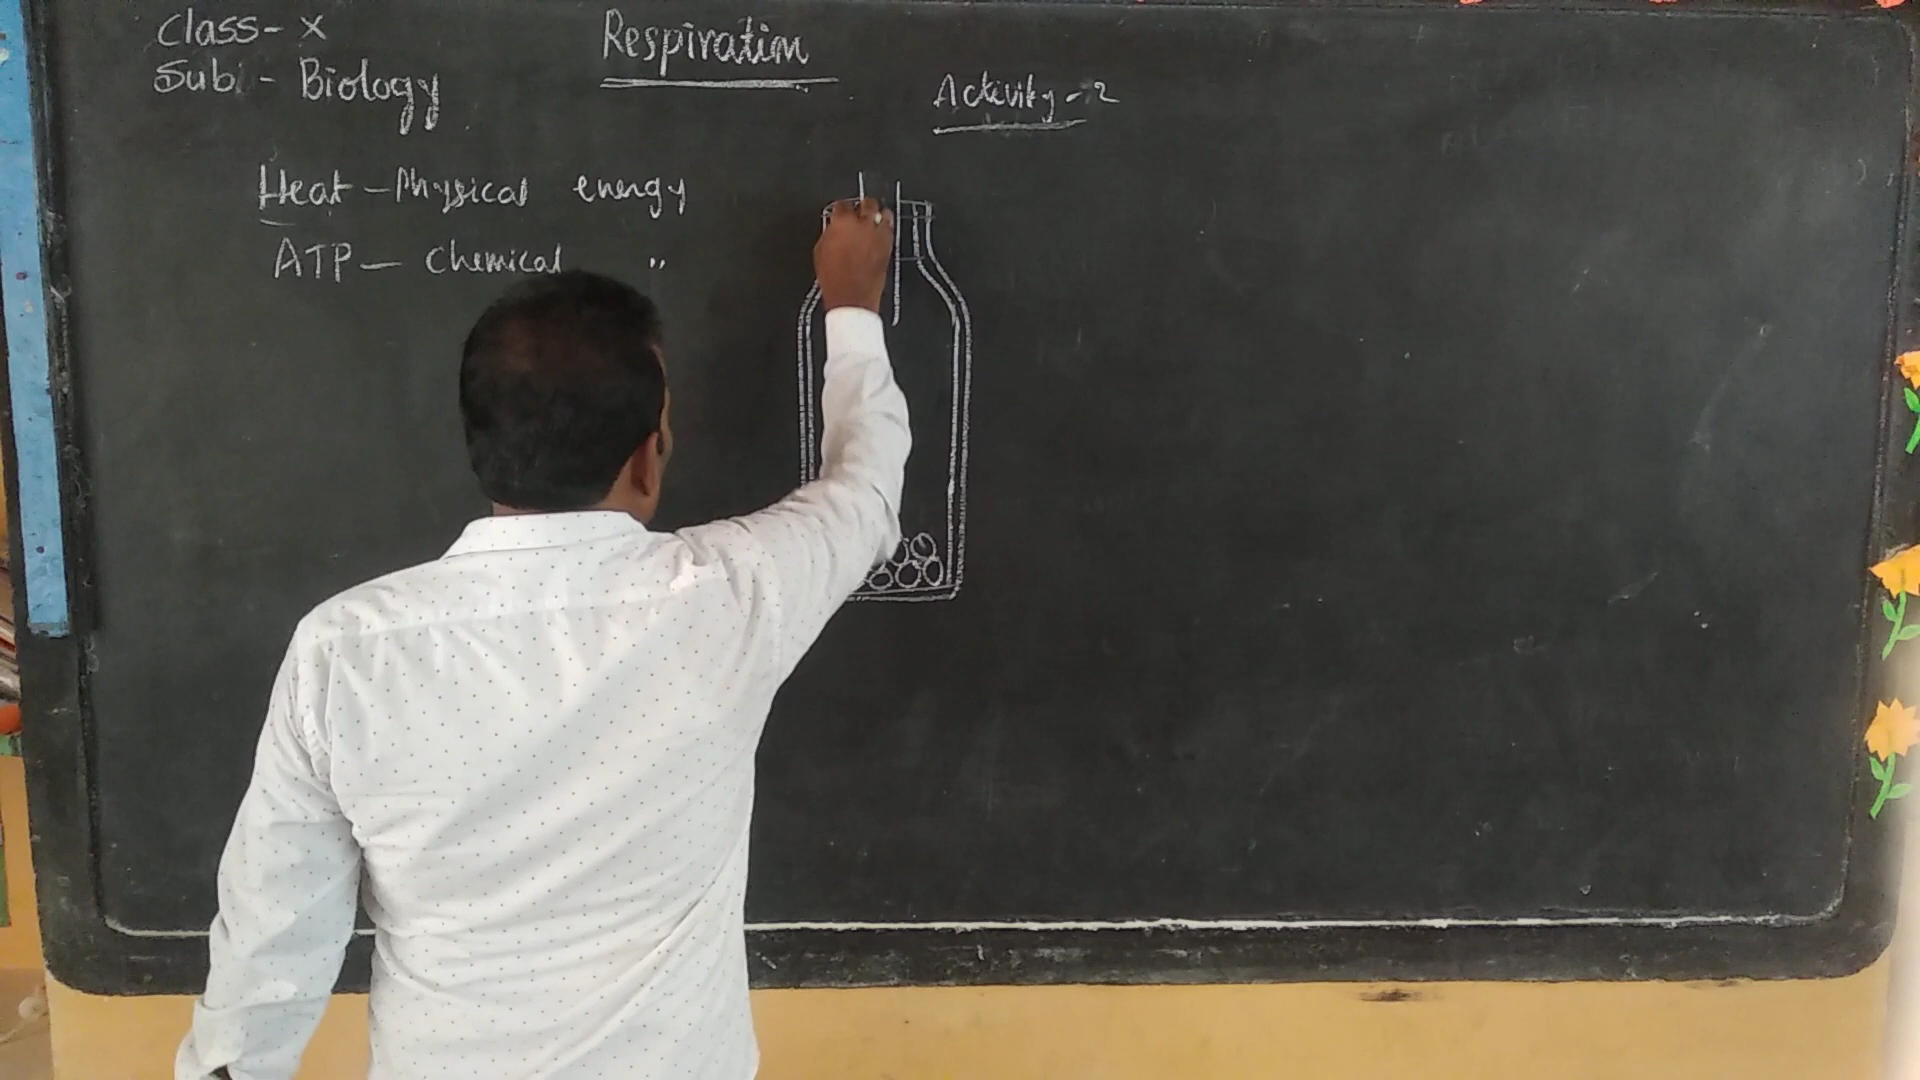 Class- X
Sub - Biology
Respiration
Activity - 2
Heat - Physical energy
ATP - Chemical "